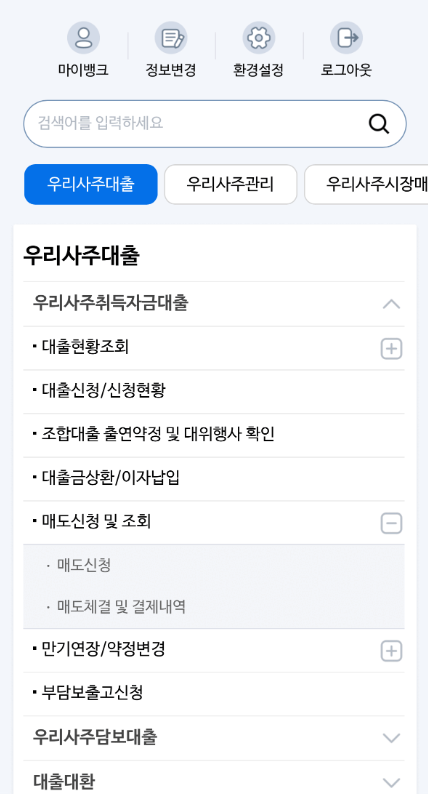 마이뱅크 정보변경 환경설정 로그아웃
검색어를 입력하세요
우리사주대출 우리사주관리 우리사주시장매
우리사주대출
우리사주취득자금대출
· 대출현황조회
· 대출신청/신청현황
· 조합대출 출연약정 및 대위행사 확인
· 대출금상환/이자납입
· 매도신청 및 조회
· 매도신청
· 매도체결 및 결제내역
· 만기연장/약정변경
· 부담보출고신청
우리사주담보대출
대출대환